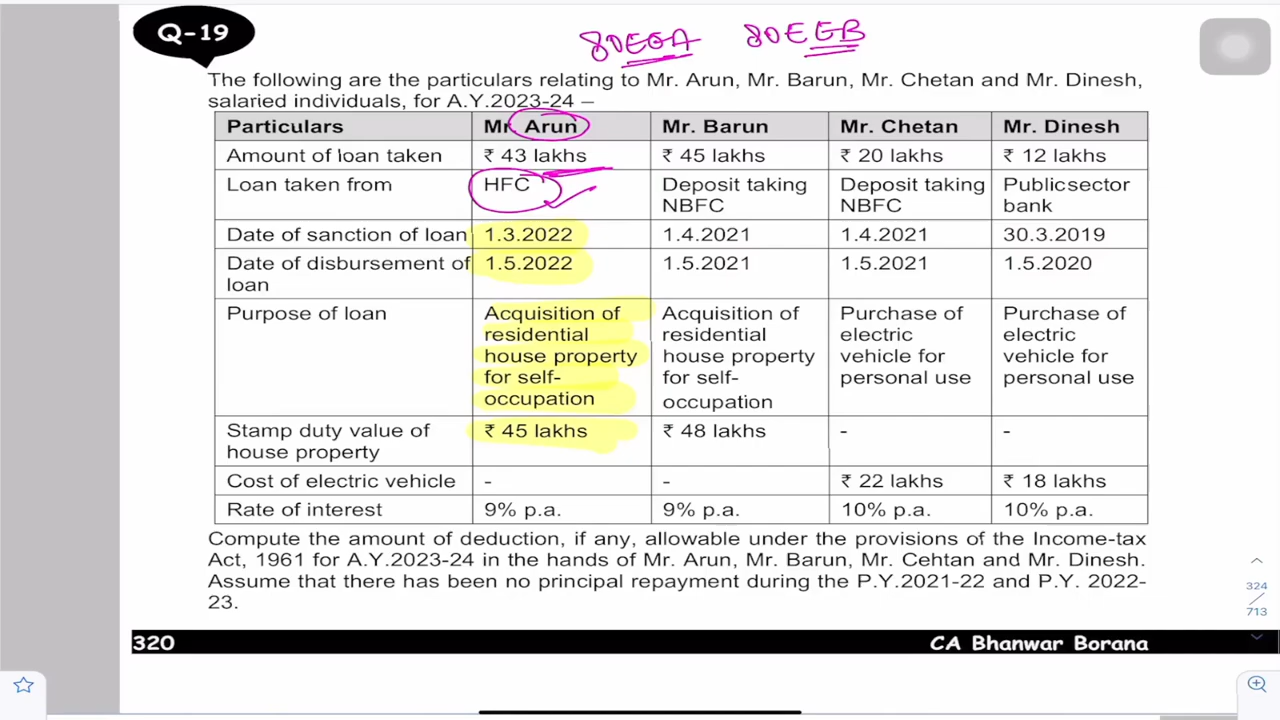 Q-19
80EEA 80EEB
The following are the particulars relating to Mr. Arun, Mr. Barun, Mr. Chetan and Mr. Dinesh,
salaried individuals, for A.Y.2023-24 –
Particulars Mr. Arun Mr. Barun Mr. Chetan Mr. Dinesh
Amount of loan taken ₹ 43 lakhs ₹ 45 lakhs ₹ 20 lakhs ₹ 12 lakhs
Loan taken from HFC Deposit taking Deposit taking Publicsector
NBFC NBFC bank
Date of sanction of loan 1.3.2022 1.4.2021 1.4.2021 30.3.2019
Date of disbursement of 1.5.2022 1.5.2021 1.5.2021 1.5.2020
loan
Purpose of loan Acquisition of Acquisition of Purchase of Purchase of
residential residential electric electric
house property house property vehicle for vehicle for
for self- for self- personal use personal use
occupation occupation
Stamp duty value of ₹ 45 lakhs ₹ 48 lakhs - -
house property
Cost of electric vehicle - - ₹ 22 lakhs ₹ 18 lakhs
Rate of interest 9% p.a. 9% p.a. 10% p.a. 10% p.a.
Compute the amount of deduction, if any, allowable under the provisions of the Income-tax
Act, 1961 for A.Y.2023-24 in the hands of Mr. Arun, Mr. Barun, Mr. Cehtan and Mr. Dinesh.
Assume that there has been no principal repayment during the P.Y.2021-22 and P.Y. 2022-
23.
324
713
320 CA Bhanwar Borana